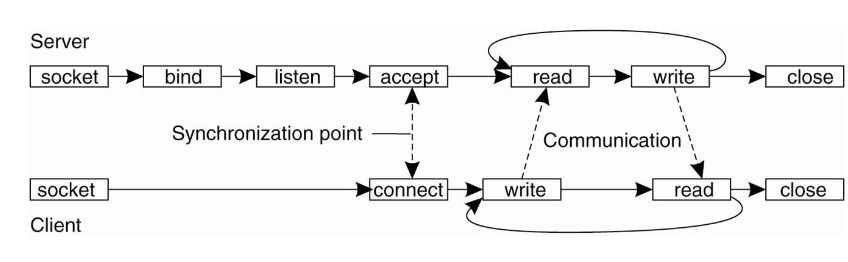 Server
socket bind listen accept read write close
Synchronization point
Communication
socket connect write read close
Client